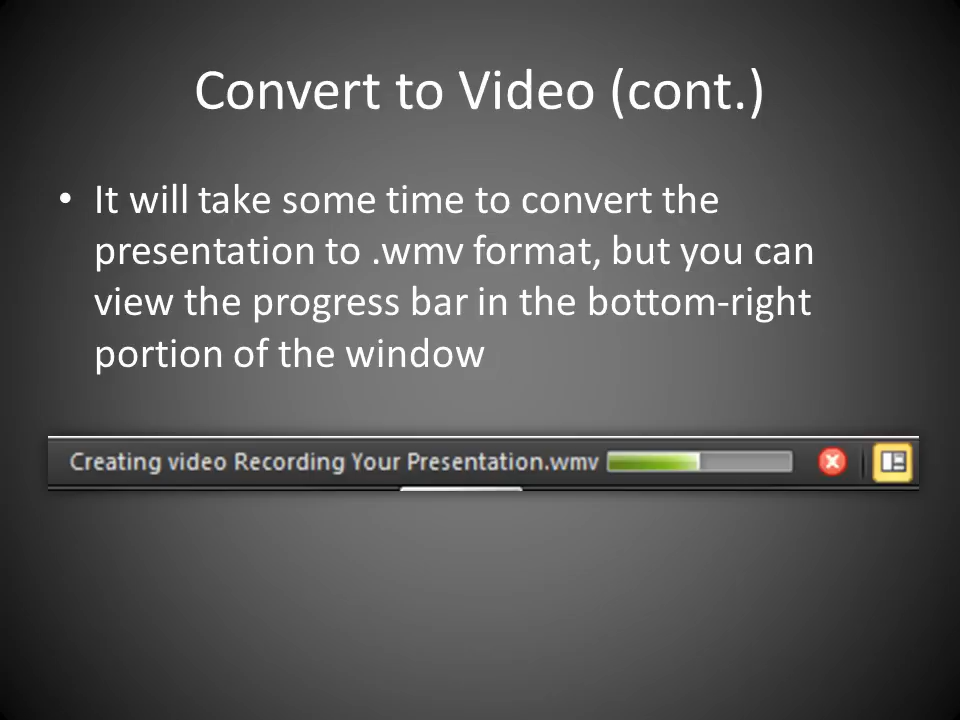 Convert to Video (cont.)
• It will take some time to convert the
presentation to .wmv format, but you can
view the progress bar in the bottom-right
portion of the window
Creating video Recording Your Presentation.wmv